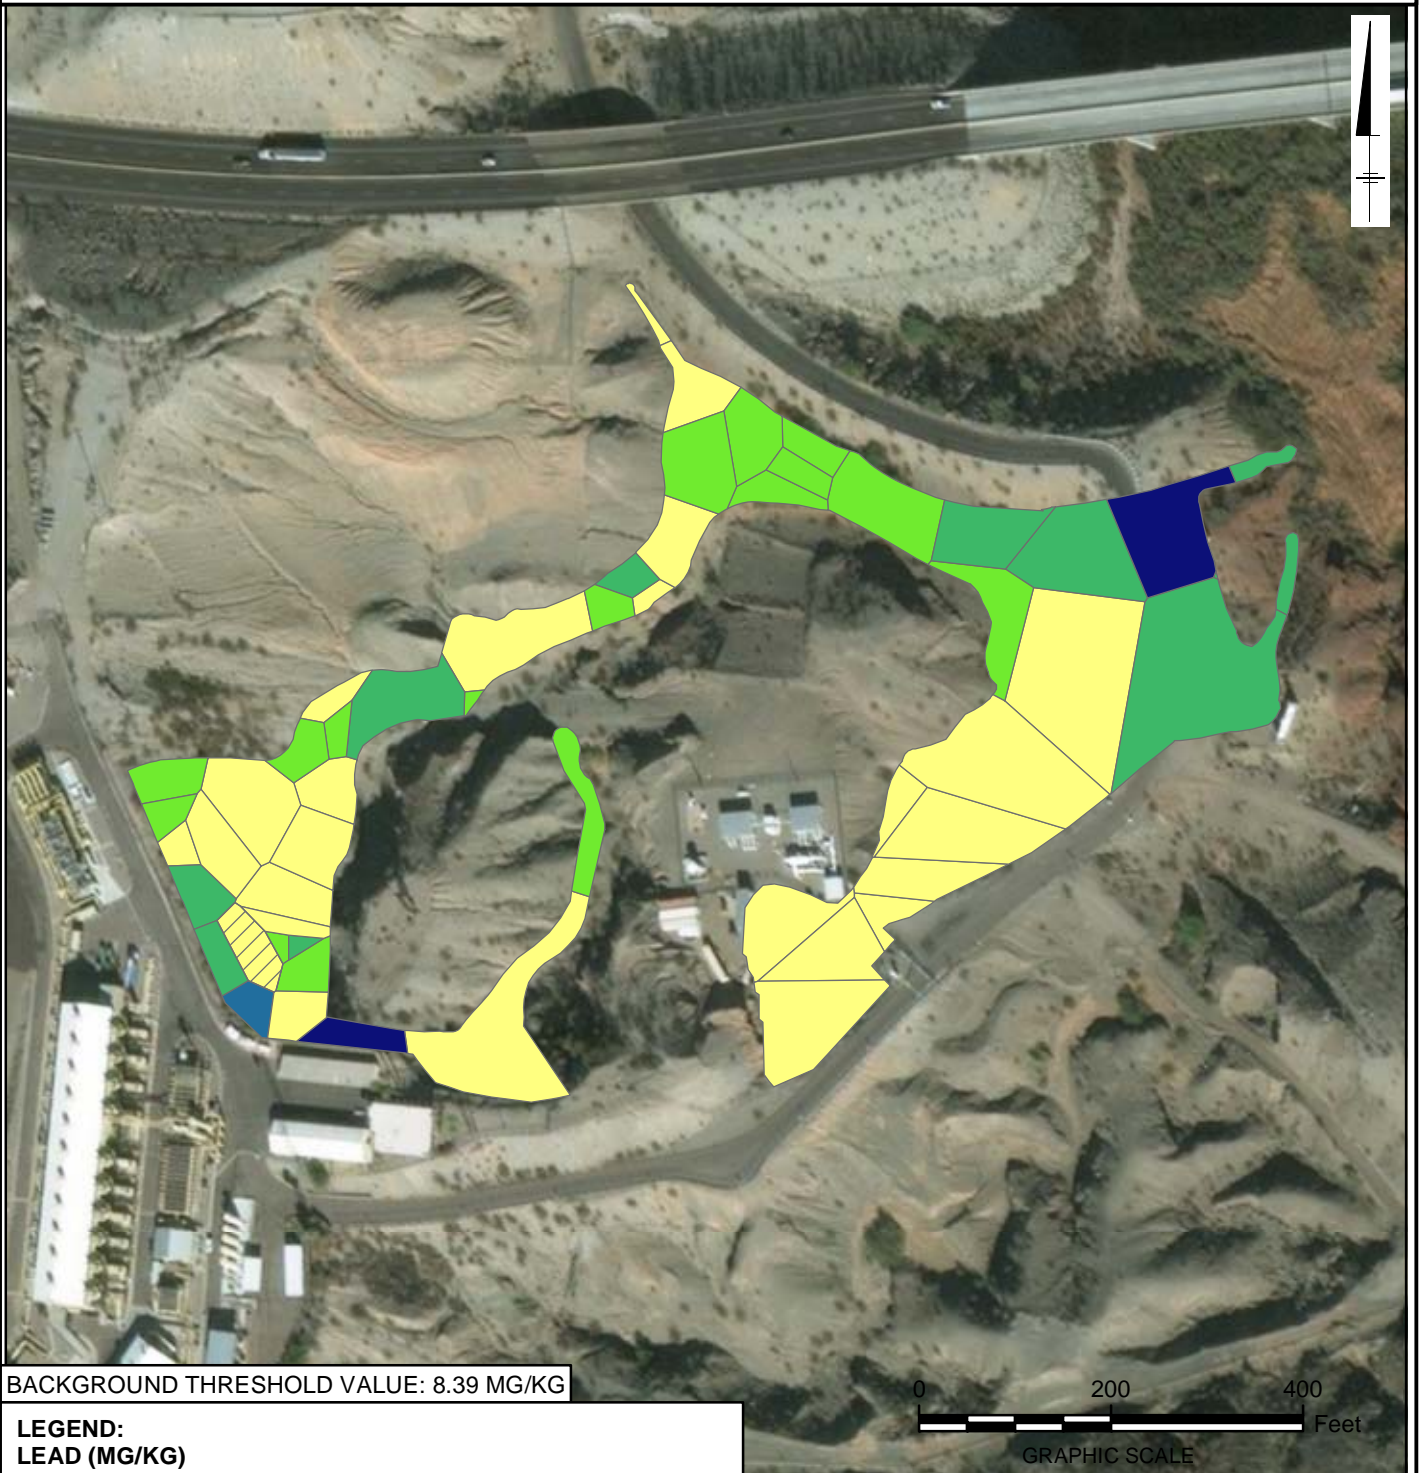 BACKGROUND THRESHOLD VALUE: 8.39 MG/KG
LEGEND:
LEAD (MG/KG)
0 200 400
Feet
GRAPHIC SCALE